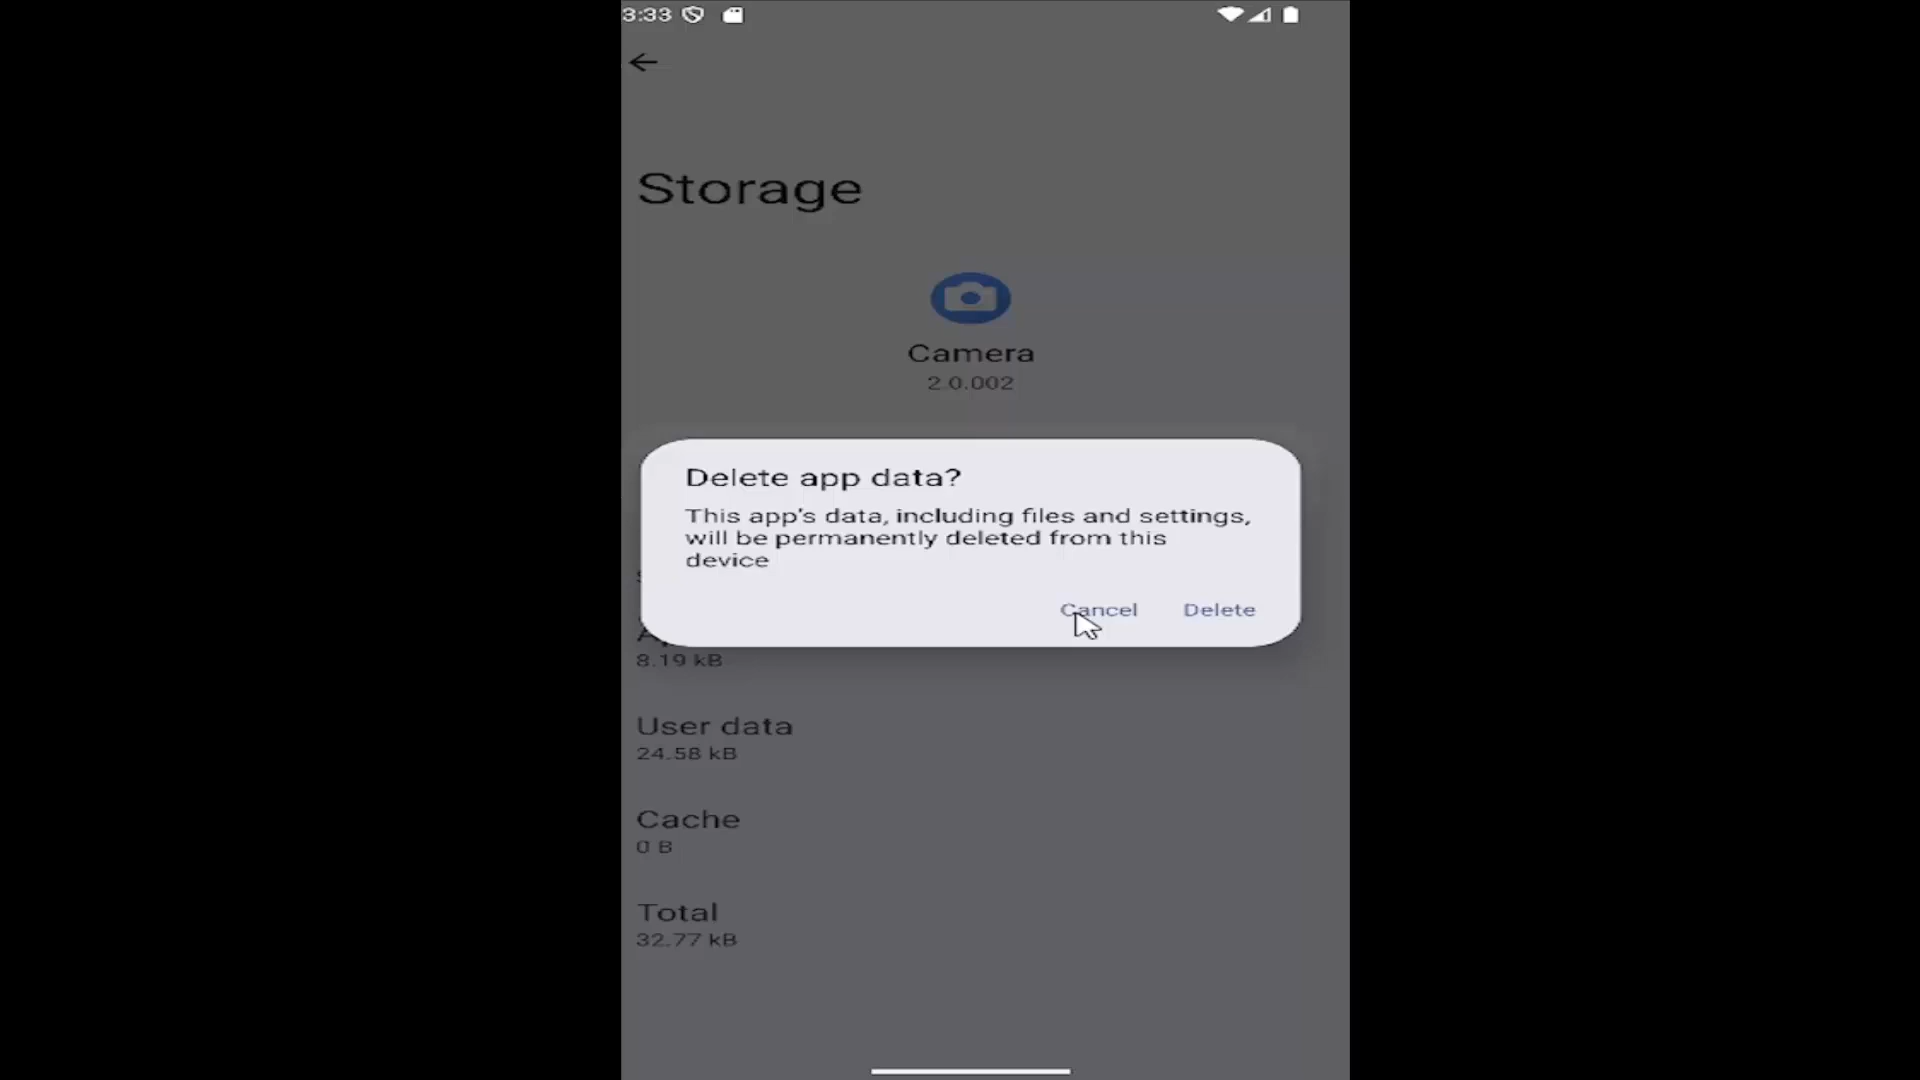 3:33
Storage
Camera
2.0.002
Delete app data?
This app's data, including files and settings,
will be permanently deleted from this
device
Cancel
Delete
8.19 kB
User data
24.58 kB
Cache
0 B
Total
32.77 kB